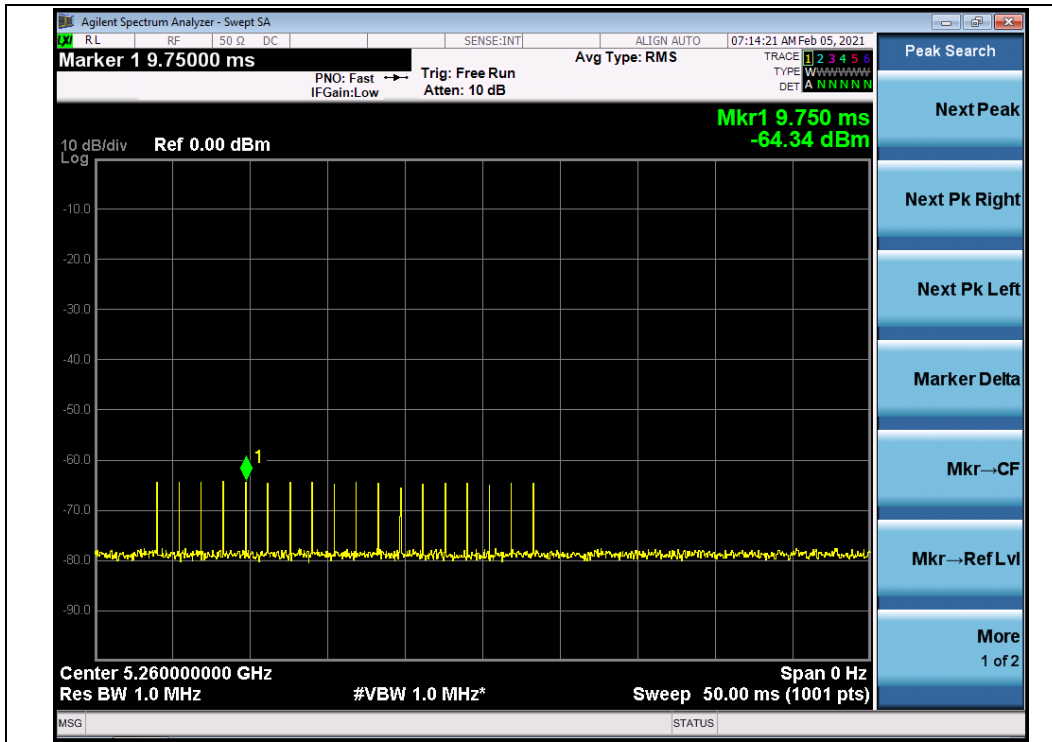 Agilent Spectrum Analyzer - Swept SA
LXI RL RF 50 Ω DC SENSE:INT ALIGN AUTO 07:14:21 AM Feb 05, 2021
Marker 1 9.75000 ms
PNO: Fast
IFGain:Low
Trig: Free Run
Atten: 10 dB
Avg Type: RMS
TRACE 1 2 3 4 5 6
TYPE WWWWWWW
DET A N N N N N
Mkr1 9.750 ms
-64.34 dBm
10 dB/div Ref 0.00 dBm
Log
-10.0
-20.0
-30.0
-40.0
-50.0
-60.0
-70.0
-80.0
-90.0
1
Center 5.260000000 GHz Span 0 Hz
Res BW 1.0 MHz #VBW 1.0 MHz* Sweep 50.00 ms (1001 pts)
MSG STATUS
Peak Search
Next Peak
Next Pk Right
Next Pk Left
Marker Delta
Mkr→CF
Mkr→Ref Lvl
More
1 of 2